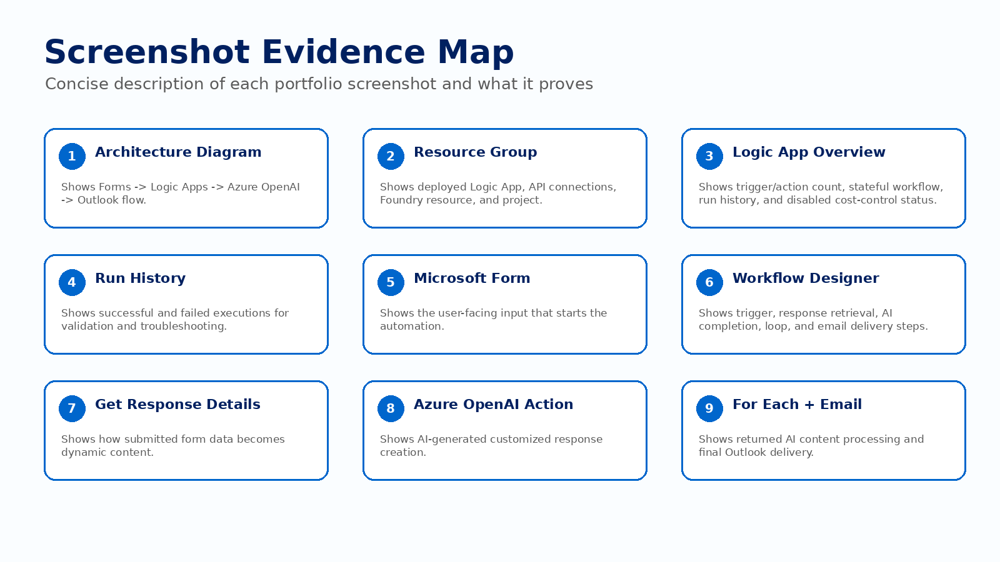 Screenshot Evidence Map
Concise description of each portfolio screenshot and what it proves
1 Architecture Diagram
Shows Forms -> Logic Apps -> Azure OpenAI
-> Outlook flow.
2 Resource Group
Shows deployed Logic App, API connections,
Foundry resource, and project.
3 Logic App Overview
Shows trigger/action count, stateful workflow,
run history, and disabled cost-control status.
4 Run History
Shows successful and failed executions for
validation and troubleshooting.
5 Microsoft Form
Shows the user-facing input that starts the
automation.
6 Workflow Designer
Shows trigger, response retrieval, AI
completion, loop, and email delivery steps.
7 Get Response Details
Shows how submitted form data becomes
dynamic content.
8 Azure OpenAI Action
Shows AI-generated customized response
creation.
9 For Each + Email
Shows returned AI content processing and
final Outlook delivery.